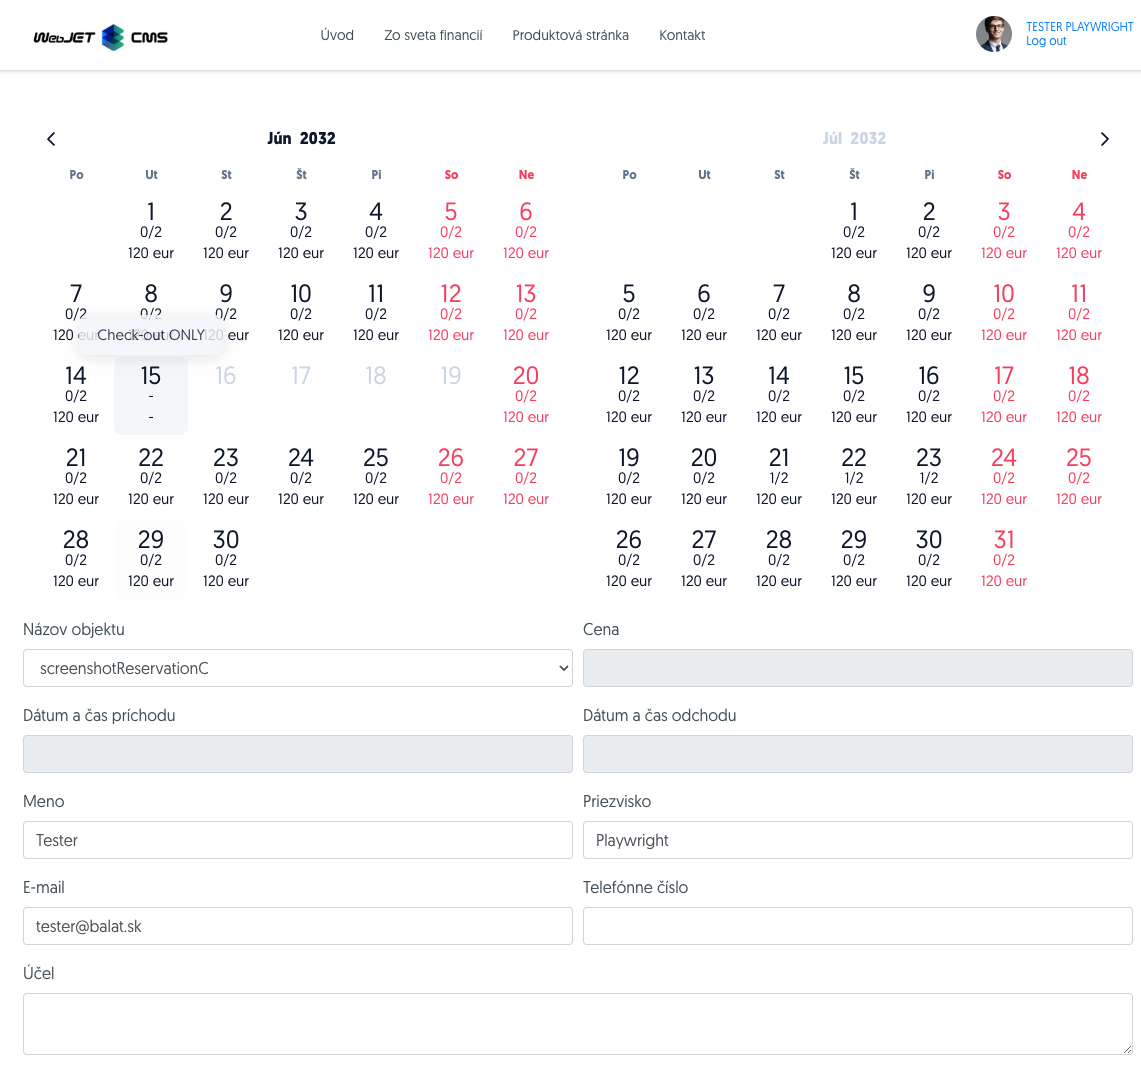 WebJET CMS
Úvod Zo sveta financií Produktová stránka Kontakt
TESTER PLAYWRIGHT
Log out
Jún 2032
Po Ut St Št Pi So Ne
1 2 3 4 5 6
0/2 0/2 0/2 0/2 0/2 0/2
120 eur 120 eur 120 eur 120 eur 120 eur 120 eur
7 8 9 10 11 12 13
0/2 0/2 0/2 0/2 0/2 0/2 0/2
120 eur 120 120 eur 120 eur 120 eur 120 eur
Check-out ONLY
14 15 16 17 18 19 20
0/2 - 0/2
120 eur - 120 eur
21 22 23 24 25 26 27
0/2 0/2 0/2 0/2 0/2 0/2 0/2
120 eur 120 eur 120 eur 120 eur 120 eur 120 eur 120 eur
28 29 30
0/2 0/2 0/2
120 eur 120 eur 120 eur
Júl 2032
Po Ut St Št Pi So Ne
1 2 3 4
0/2 0/2 0/2 0/2
120 eur 120 eur 120 eur 120 eur
5 6 7 8 9 10 11
0/2 0/2 0/2 0/2 0/2 0/2 0/2
120 eur 120 eur 120 eur 120 eur 120 eur 120 eur 120 eur
12 13 14 15 16 17 18
0/2 0/2 0/2 0/2 0/2 0/2 0/2
120 eur 120 eur 120 eur 120 eur 120 eur 120 eur 120 eur
19 20 21 22 23 24 25
0/2 0/2 1/2 1/2 1/2 0/2 0/2
120 eur 120 eur 120 eur 120 eur 120 eur 120 eur 120 eur
26 27 28 29 30 31
0/2 0/2 0/2 0/2 0/2 0/2
120 eur 120 eur 120 eur 120 eur 120 eur 120 eur
Názov objektu Cena
screenshotReservationC
Dátum a čas príchodu Dátum a čas odchodu
Meno Priezvisko
Tester Playwright
E-mail Telefónne číslo
tester@balat.sk
Účel